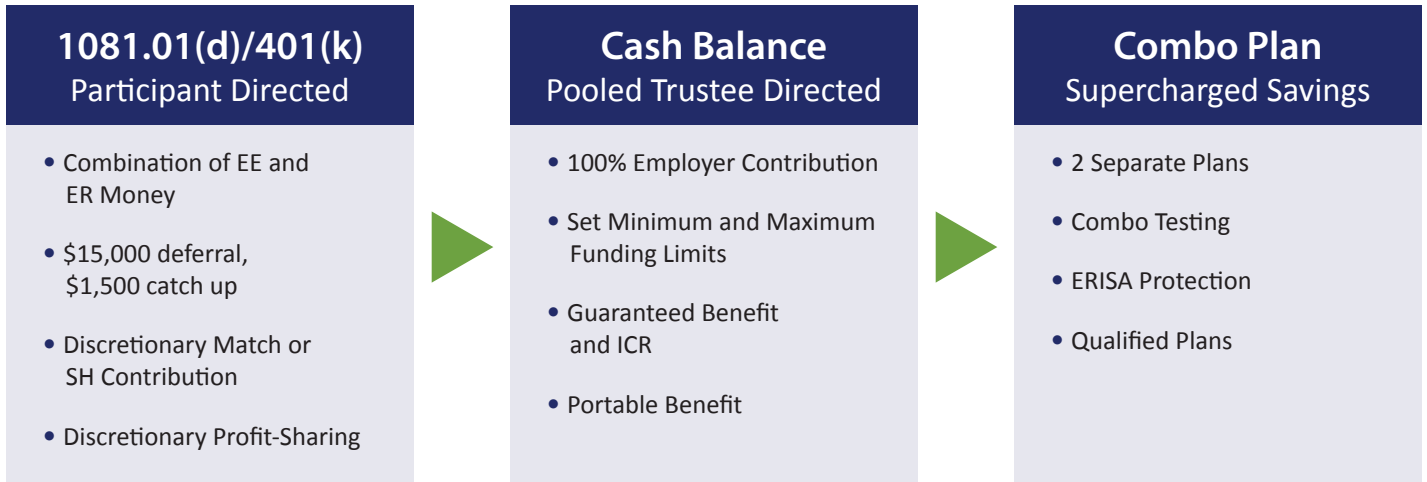 1081.01(d)/401(k)
Participant Directed
• Combination of EE and
ER Money
• $15,000 deferral,
$1,500 catch up
• Discretionary Match or
SH Contribution
• Discretionary Profit-Sharing
Cash Balance
Pooled Trustee Directed
• 100% Employer Contribution
• Set Minimum and Maximum
Funding Limits
• Guaranteed Benefit
and ICR
• Portable Benefit
Combo Plan
Supercharged Savings
• 2 Separate Plans
• Combo Testing
• ERISA Protection
• Qualified Plans